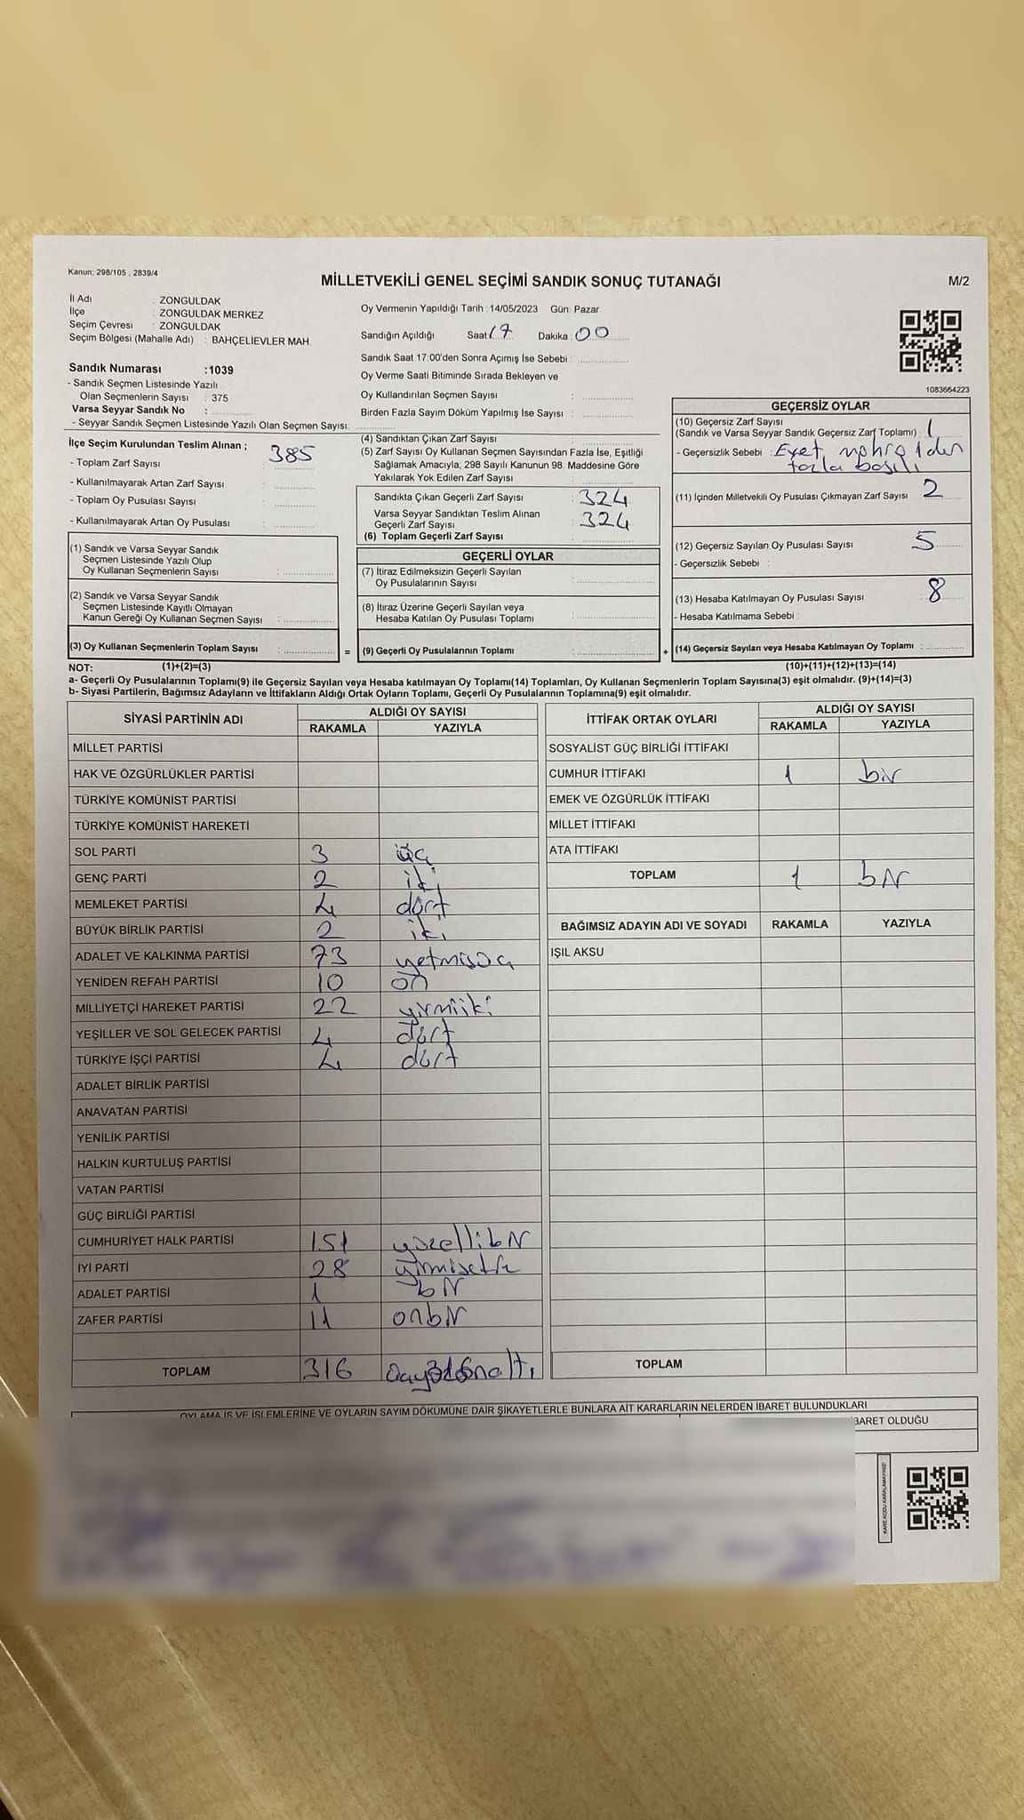 Kanun: 298/105 , 2839/4
MİLLETVEKİLİ GENEL SEÇİMİ SANDIK SONUÇ TUTANAĞI
M/2
İl Adı : ZONGULDAK
İlçe : ZONGULDAK MERKEZ
Seçim Çevresi : ZONGULDAK
Seçim Bölgesi (Mahalle Adı) : BAHÇELİEVLER MAH.
Sandık Numarası :1039
- Sandık Seçmen Listesinde Yazılı
Olan Seçmenlerin Sayısı : 375
Varsa Seyyar Sandık No :
- Seyyar Sandık Seçmen Listesinde Yazılı Olan Seçmen Sayısı:
Oy Vermenin Yapıldığı Tarih :14/05/2023 Gün: Pazar
Sandığın Açıldığı Saat 17 Dakika 00
Sandık Saat 17:00'den Sonra Açımış İse Sebebi :
Oy Verme Saati Bitiminde Sırada Bekleyen ve
Oy Kullandırılan Seçmen Sayısı :
Birden Fazla Sayım Döküm Yapılmış İse Sayısı :
1083664223
İlçe Seçim Kurulundan Teslim Alınan ; 385
- Toplam Zarf Sayısı
- Kullanılmayarak Artan Zarf Sayısı :
- Toplam Oy Pusulası Sayısı :
- Kullanılmayarak Artan Oy Pusulası :
(1) Sandık ve Varsa Seyyar Sandık
Seçmen Listesinde Yazılı Olup
Oy Kullanan Seçmenlerin Sayısı :
(2) Sandık ve Varsa Seyyar Sandık
Seçmen Listesinde Kayıtlı Olmayan
Kanun Gereği Oy Kullanan Seçmen Sayısı :
(3) Oy Kullanan Seçmenlerin Toplam Sayısı :
(4) Sandıktan Çıkan Zarf Sayısı :
(5) Zarf Sayısı Oy Kullanan Seçmen Sayısından Fazla İse, Eşitliği
Sağlamak Amacıyla, 298 Sayılı Kanunun 98. Maddesine Göre
Yakılarak Yok Edilen Zarf Sayısı :
Sandıkta Çıkan Geçerli Zarf Sayısı : 324
Varsa Seyyar Sandıktan Teslim Alınan
Geçerli Zarf Sayısı : 324
(6) Toplam Geçerli Zarf Sayısı :
GEÇERLİ OYLAR
(7) İtiraz Edilmeksizin Geçerli Sayılan
Oy Pusulalarının Sayısı :
(8) İtiraz Üzerine Geçerli Sayılan veya
Hesaba Katılan Oy Pusulası Toplamı :
= (9) Geçerli Oy Pusulalarının Toplamı :
GEÇERSİZ OYLAR
(10) Geçersiz Zarf Sayısı
(Sandık ve Varsa Seyyar Sandık Geçersiz Zarf Toplamı) 1
- Geçersizlik Sebebi : Evet, mühro 1'den
fazla basılı
(11) İçinden Milletvekili Oy Pusulası Çıkmayan Zarf Sayısı : 2
(12) Geçersiz Sayılan Oy Pusulası Sayısı : 5
- Geçersizlik Sebebi :
(13) Hesaba Katılmayan Oy Pusulası Sayısı : 8
- Hesaba Katılmama Sebebi :
+ (14) Geçersiz Sayılan veya Hesaba Katılmayan Oy Toplamı :
NOT: (1)+(2)=(3) (10)+(11)+(12)+(13)=(14)
a- Geçerli Oy Pusulalarının Toplamı(9) ile Geçersiz Sayılan veya Hesaba katılmayan Oy Toplamı(14) Toplamları, Oy Kullanan Seçmenlerin Toplam Sayısına(3) eşit olmalıdır. (9)+(14)=(3)
b- Siyasi Partilerin, Bağımsız Adayların ve İttifakların Aldığı Ortak Oyların Toplamı, Geçerli Oy Pusulalarının Toplamına(9) eşit olmalıdır.
SİYASİ PARTİNİN ADI ALDIĞI OY SAYISI
RAKAMLA YAZIYLA
MİLLET PARTİSİ
HAK VE ÖZGÜRLÜKLER PARTİSİ
TÜRKİYE KOMÜNİST PARTİSİ
TÜRKİYE KOMÜNİST HAREKETİ
SOL PARTİ 3 üç
GENÇ PARTİ 2 iki
MEMLEKET PARTİSİ 4 dört
BÜYÜK BİRLİK PARTİSİ 2 iki
ADALET VE KALKINMA PARTİSİ 73 yetmişüç
YENİDEN REFAH PARTİSİ 10 on
MİLLİYETÇİ HAREKET PARTİSİ 22 yirmiiki
YEŞİLLER VE SOL GELECEK PARTİSİ 4 dört
TÜRKİYE İŞÇİ PARTİSİ 4 dört
ADALET BİRLİK PARTİSİ
ANAVATAN PARTİSİ
YENİLİK PARTİSİ
HALKIN KURTULUŞ PARTİSİ
VATAN PARTİSİ
GÜÇ BİRLİĞİ PARTİSİ
CUMHURİYET HALK PARTİSİ 151 yüzellibir
İYİ PARTİ 28 yirmisekiz
ADALET PARTİSİ 1 bir
ZAFER PARTİSİ 11 onbir
TOPLAM 316 üçyüzonaltı
İTTİFAK ORTAK OYLARI ALDIĞI OY SAYISI
RAKAMLA YAZIYLA
SOSYALİST GÜÇ BİRLİĞİ İTTİFAKI
CUMHUR İTTİFAKI 1 bir
EMEK VE ÖZGÜRLÜK İTTİFAKI
MİLLET İTTİFAKI
ATA İTTİFAKI
TOPLAM 1 bir
BAĞIMSIZ ADAYIN ADI VE SOYADI RAKAMLA YAZIYLA
IŞIL AKSU
TOPLAM
OYLAMA İŞ VE İŞLEMLERİNE VE OYLARIN SAYIM DÖKÜMÜNE DAİR ŞİKAYETLERLE BUNLARA AİT KARARLARIN NELERDEN İBARET BULUNDUKLARI
BARET OLDUĞU